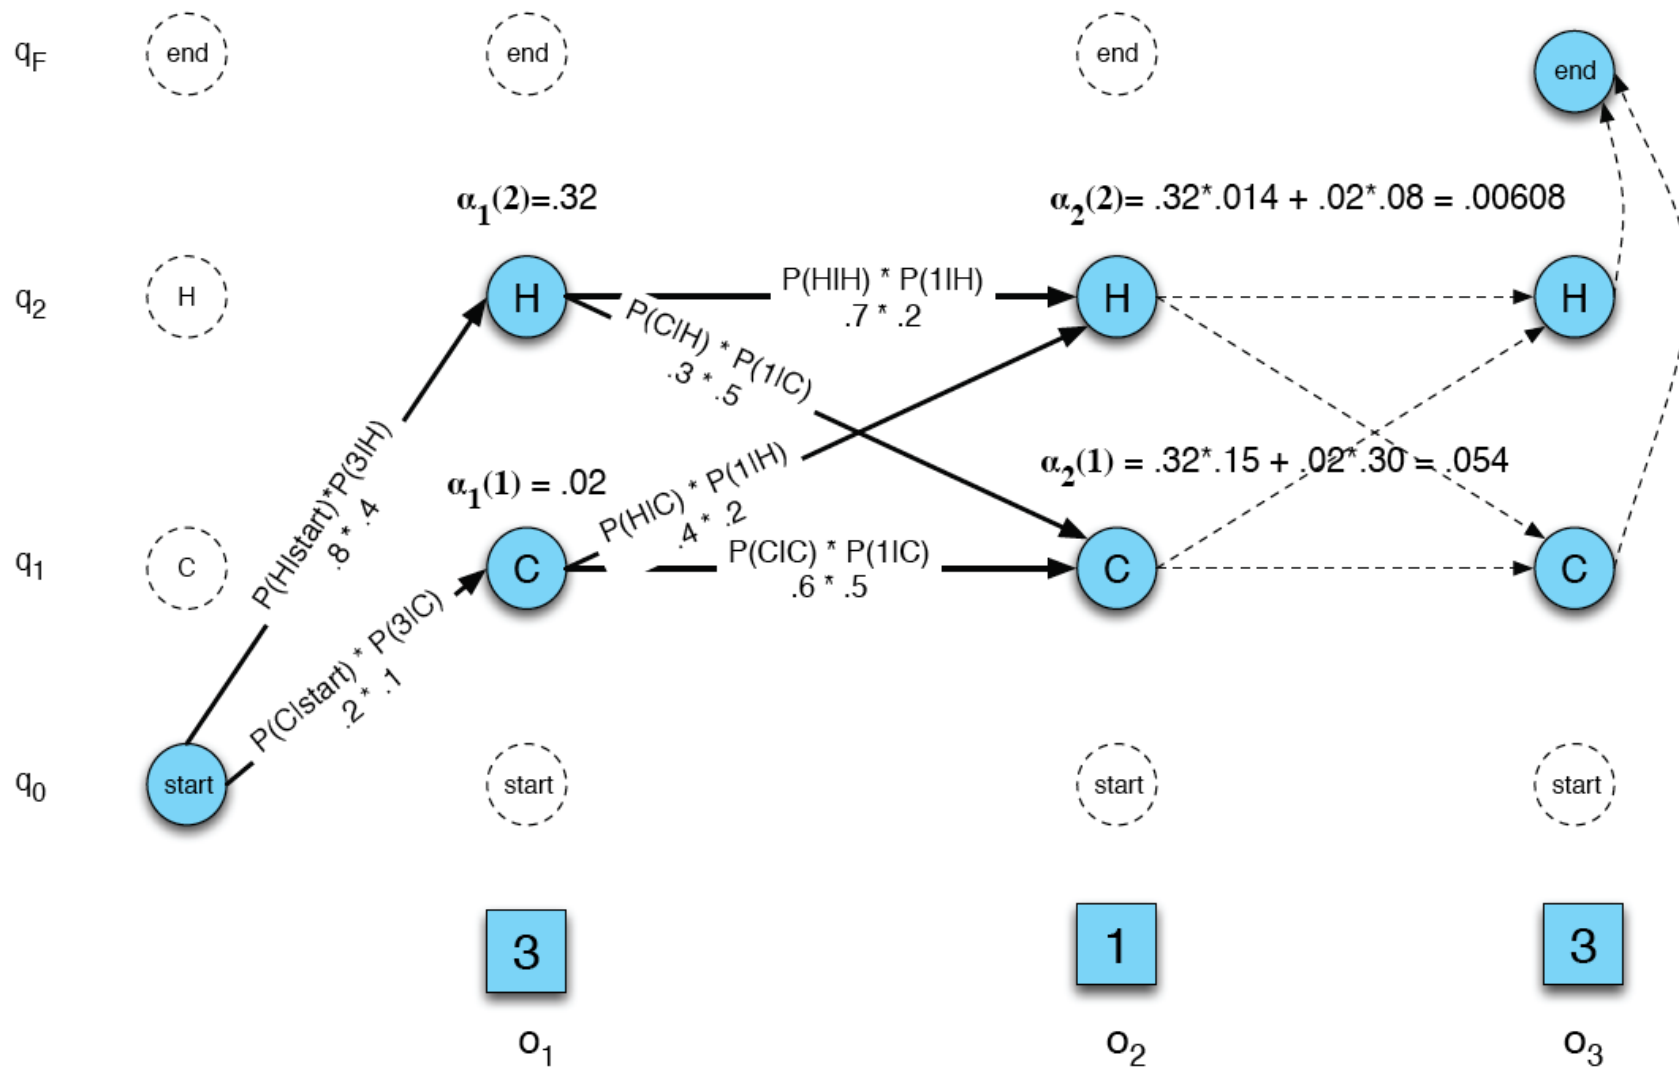 q_F end end end end
α₁(2)=.32 α₂(2)= .32*.014 + .02*.08 = .00608
q₂ H H H H
P(H|H) * P(1|H)
.7 * .2
P(C|H) * P(1|C)
.3 * .5
P(H|start)*P(3|H)
.8 * .4
α₁(1) = .02 α₂(1) = .32*.15 + .02*.30 = .054
P(H|C) * P(1|H)
.4 * .2
q₁ C C C C
P(C|C) * P(1|C)
.6 * .5
P(C|start) * P(3|C)
.2 * .1
q₀ start start start start
3 1 3
o₁ o₂ o₃